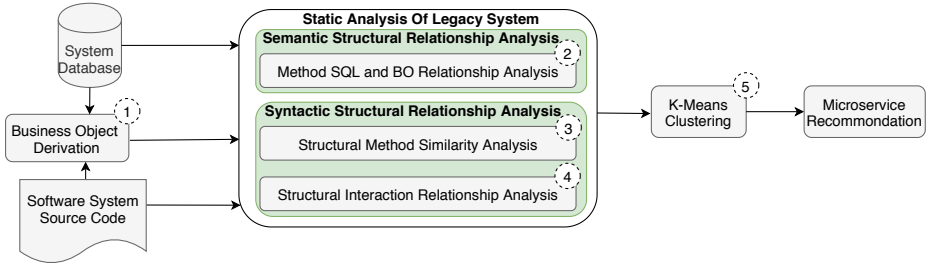 System
Database
1
Business Object
Derivation
Software System
Source Code
Static Analysis Of Legacy System
Semantic Structural Relationship Analysis
2
Method SQL and BO Relationship Analysis
Syntactic Structural Relationship Analysis
3
Structural Method Similarity Analysis
4
Structural Interaction Relationship Analysis
5
K-Means
Clustering
Microservice
Recommondation